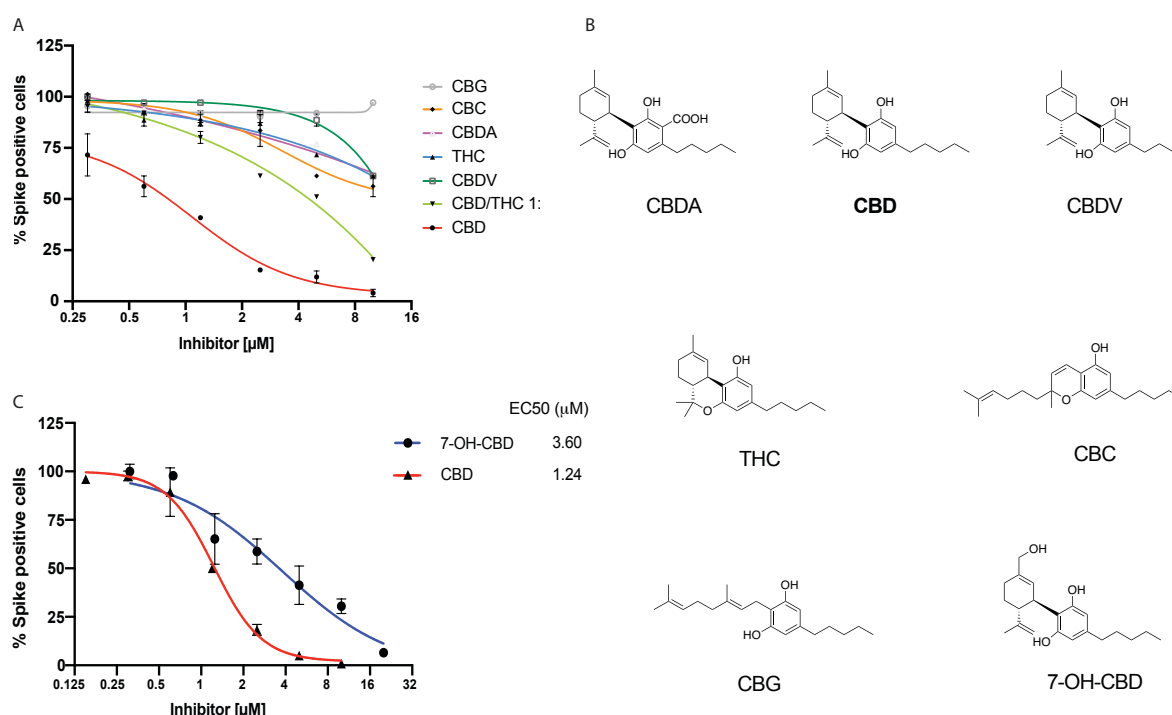 A
125
100
75
50
25
0
% Spike positive cells
0.25
0.5
1
2
4
8
16
Inhibitor [µM]
CBG
CBC
CBDA
THC
CBDV
CBD/THC 1:
CBD
B
OH
COOH
HO
CBDA
OH
HO
CBD
OH
HO
CBDV
OH
O
THC
OH
O
CBC
OH
HO
CBG
OH
OH
HO
7-OH-CBD
C
EC50 (µM)
7-OH-CBD 3.60
CBD 1.24
125
100
75
50
25
0
% Spike positive cells
0.125
0.25
0.5
1
2
4
8
16
32
Inhibitor [µM]